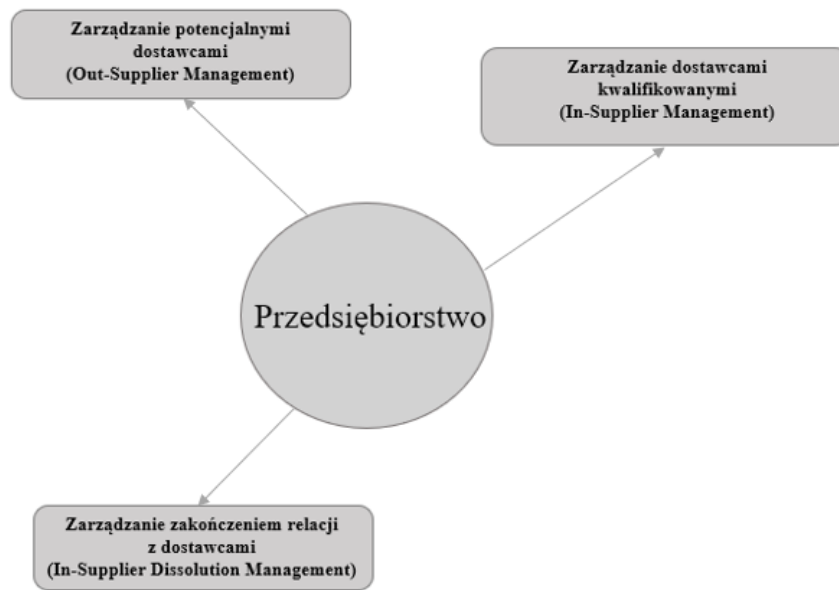 Zarządzanie potencjalnymi
dostawcami
(Out-Supplier Management)
Zarządzanie dostawcami
kwalifikowanymi
(In-Supplier Management)
Przedsiębiorstwo
Zarządzanie zakończeniem relacji
z dostawcami
(In-Supplier Dissolution Management)